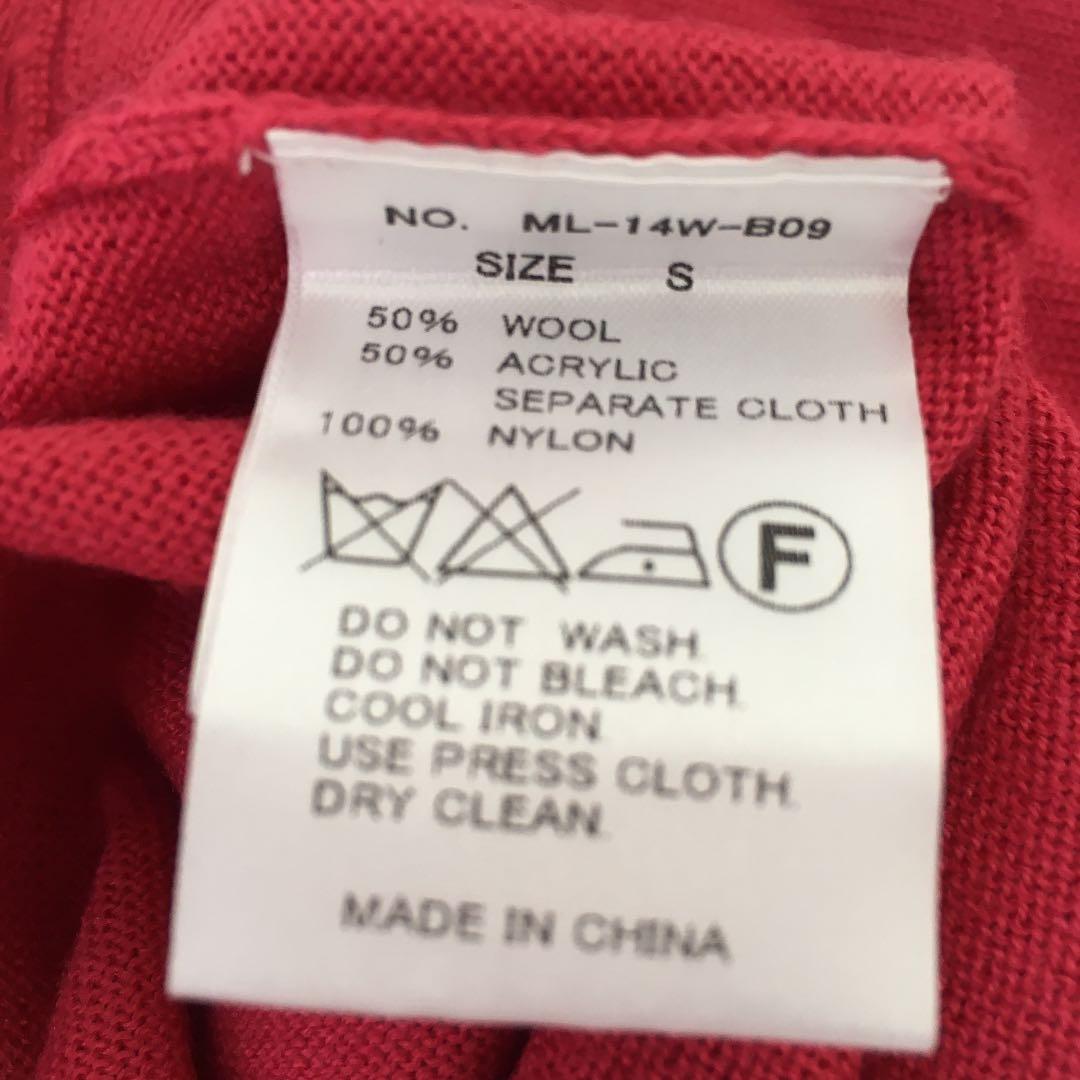 NO. ML-14W-B09
SIZE S
50% WOOL
50% ACRYLIC
SEPARATE CLOTH
100% NYLON
F
DO NOT WASH.
DO NOT BLEACH.
COOL IRON.
USE PRESS CLOTH.
DRY CLEAN.
MADE IN CHINA